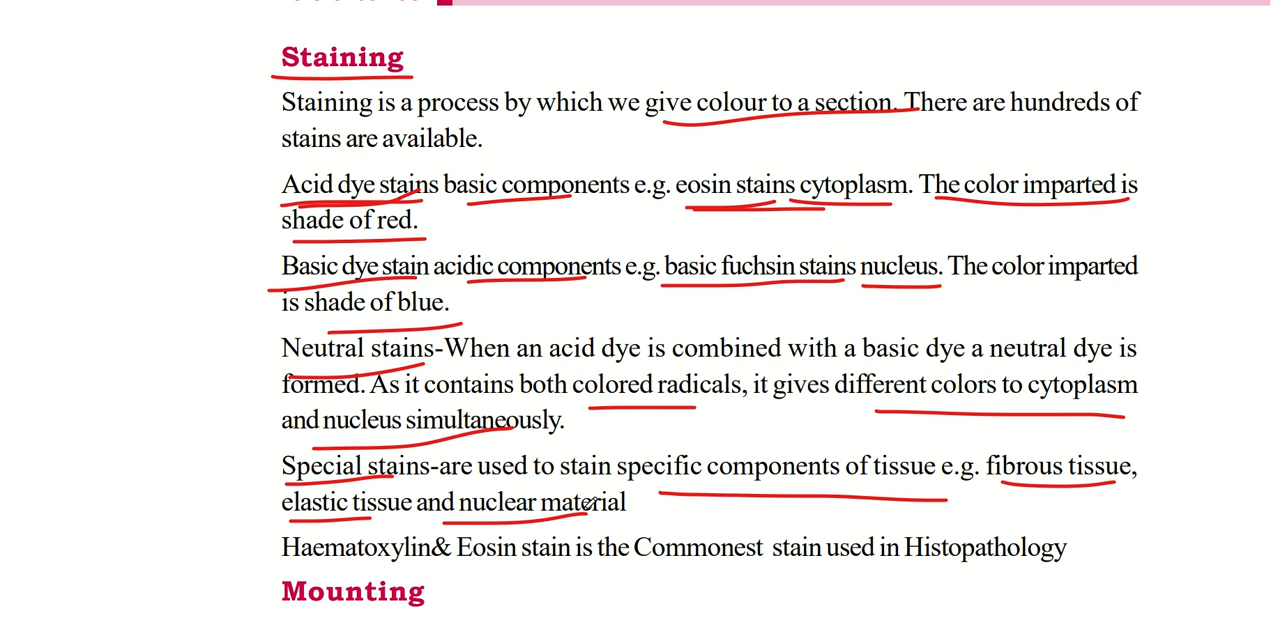 Staining
Staining is a process by which we give colour to a section. There are hundreds of
stains are available.
Acid dye stains basic components e.g. eosin stains cytoplasm. The color imparted is
shade of red.
Basic dye stain acidic components e.g. basic fuchsin stains nucleus. The color imparted
is shade of blue.
Neutral stains-When an acid dye is combined with a basic dye a neutral dye is
formed. As it contains both colored radicals, it gives different colors to cytoplasm
and nucleus simultaneously.
Special stains-are used to stain specific components of tissue e.g. fibrous tissue,
elastic tissue and nuclear material
Haematoxylin& Eosin stain is the Commonest stain used in Histopathology
Mounting